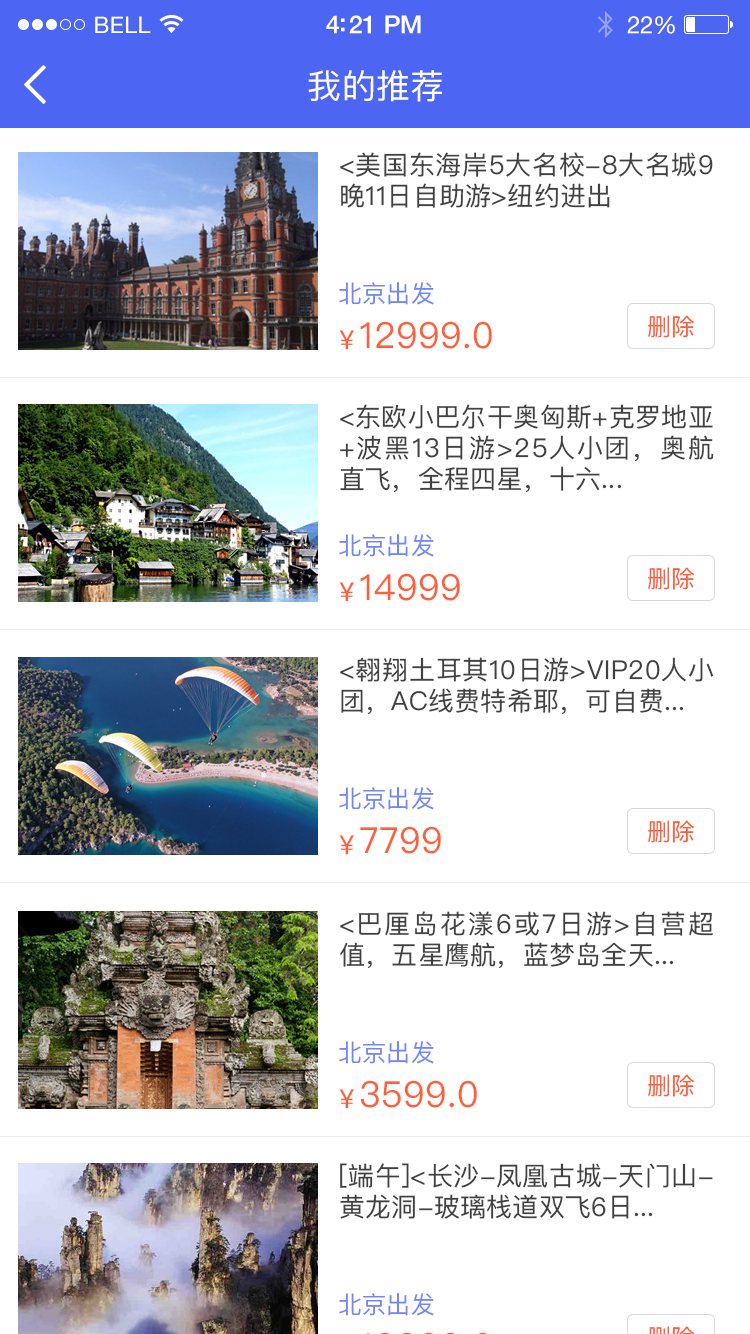 BELL
4:21 PM
22%
我的推荐
<美国东海岸5大名校-8大名城9
晚11日自助游>纽约进出
北京出发
¥12999.0
删除
<东欧小巴尔干奥匈斯+克罗地亚
+波黑13日游>25人小团，奥航
直飞，全程四星，十六...
北京出发
¥14999
删除
<翱翔土耳其10日游>VIP20人小
团，AC线费特希耶，可自费...
北京出发
¥7799
删除
<巴厘岛花漾6或7日游>自营超
值，五星鹰航，蓝梦岛全天...
北京出发
¥3599.0
删除
[端午]<长沙-凤凰古城-天门山-
黄龙洞-玻璃栈道双飞6日...
北京出发
删除